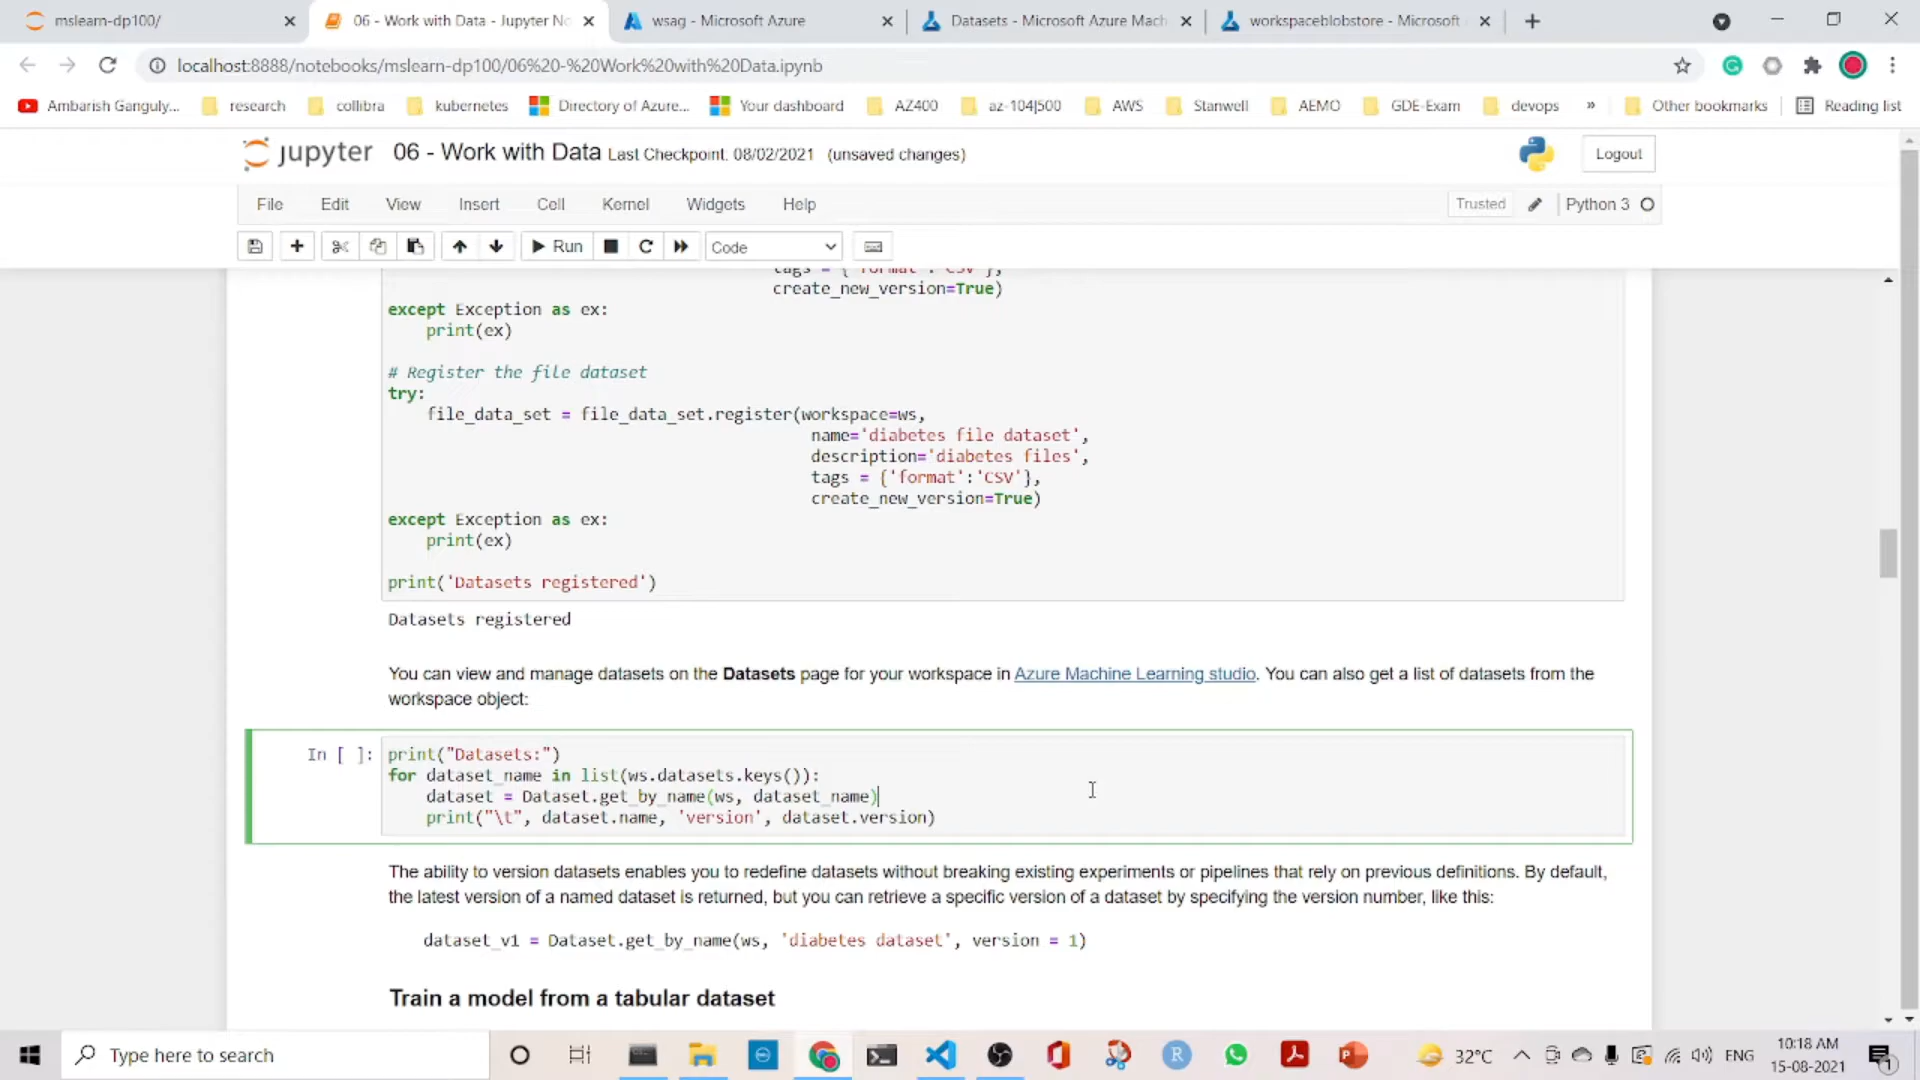 mslearn-dp100/
06 - Work with Data - Jupyter No
wsag - Microsoft Azure
Datasets - Microsoft Azure Mach
workspaceblobstore - Microsoft
localhost:8888/notebooks/mslearn-dp100/06%20-%20Work%20with%20Data.ipynb
Ambarish Ganguly... research collibra kubernetes Directory of Azure... Your dashboard AZ400 az-104|500 AWS Stanwell AEMO GDE-Exam devops » Other bookmarks Reading list
jupyter 06 - Work with Data Last Checkpoint: 08/02/2021 (unsaved changes)
Logout
File Edit View Insert Cell Kernel Widgets Help Trusted Python 3
Run Code
tags = {'format':'CSV'},
create_new_version=True)
except Exception as ex:
print(ex)
# Register the file dataset
try:
file_data_set = file_data_set.register(workspace=ws,
name='diabetes file dataset',
description='diabetes files',
tags = {'format':'CSV'},
create_new_version=True)
except Exception as ex:
print(ex)
print('Datasets registered')
Datasets registered
You can view and manage datasets on the Datasets page for your workspace in Azure Machine Learning studio. You can also get a list of datasets from the
workspace object:
In [ ]: print("Datasets:")
for dataset_name in list(ws.datasets.keys()):
dataset = Dataset.get_by_name(ws, dataset_name)
print("\t", dataset.name, 'version', dataset.version)
The ability to version datasets enables you to redefine datasets without breaking existing experiments or pipelines that rely on previous definitions. By default,
the latest version of a named dataset is returned, but you can retrieve a specific version of a dataset by specifying the version number, like this:
dataset_v1 = Dataset.get_by_name(ws, 'diabetes dataset', version = 1)
Train a model from a tabular dataset
Type here to search
32°C
ENG
10:18 AM
15-08-2021
1